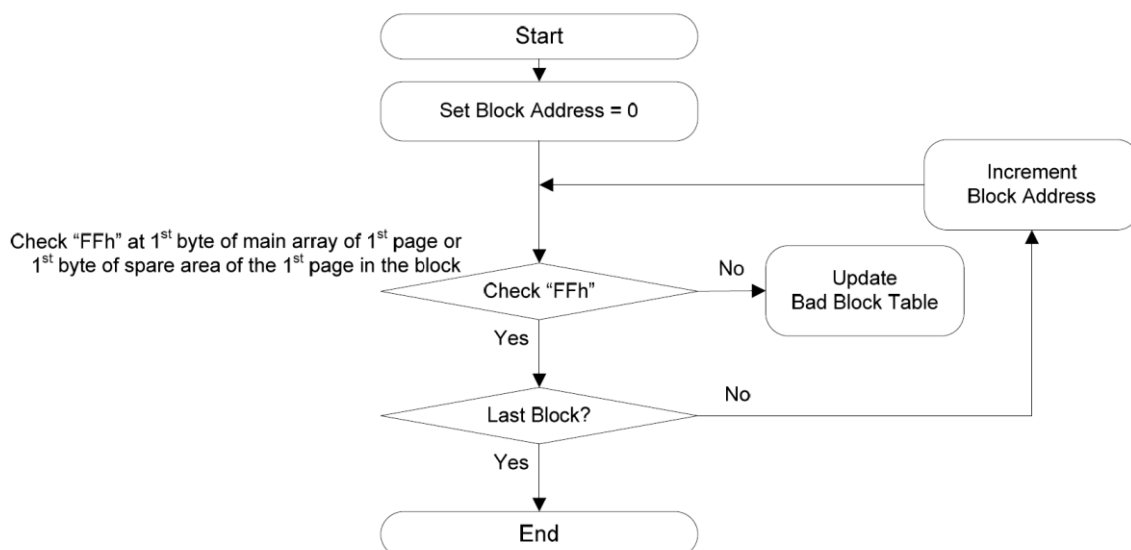 Start
Set Block Address = 0
Increment
Block Address
Check “FFh” at 1st byte of main array of 1st page or
1st byte of spare area of the 1st page in the block
Check “FFh”
No
Update
Bad Block Table
Yes
Last Block?
No
Yes
End